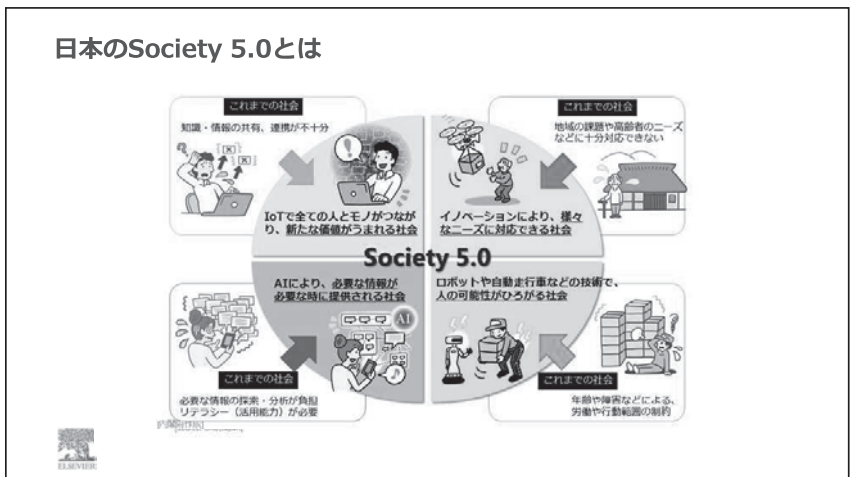 日本のSociety 5.0とは
これまでの社会
知識・情報の共有、連携が不十分
IoTで全ての人とモノがつなが
り、新たな価値がうまれる社会
これまでの社会
地域の課題や高齢者のニーズ
などに十分対応できない
イノベーションにより、様々
なニーズに対応できる社会
Society 5.0
AIにより、必要な情報が
必要な時に提供される社会
AI
これまでの社会
必要な情報の探索・分析が負担
リテラシー（活用能力）が必要
ロボットや自動走行車などの技術で、
人の可能性がひろがる社会
これまでの社会
年齢や障害などによる、
労働や行動範囲の制約
ELSEVIER